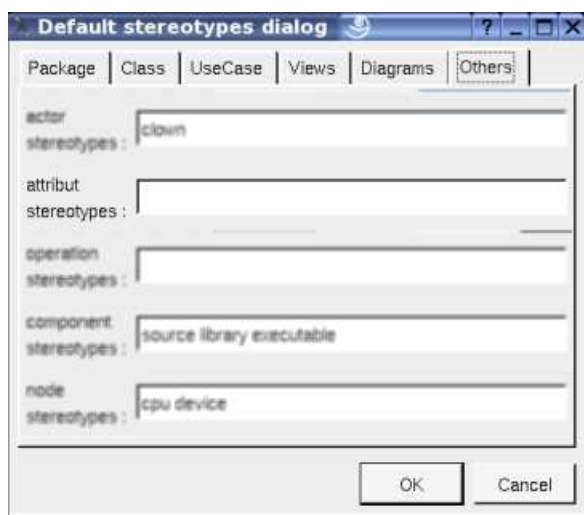 Default stereotypes dialog
Package Class UseCase Views Diagrams Others
actor
stereotypes :
clown
attribut
stereotypes :
operation
stereotypes :
component
stereotypes :
source library executable
node
stereotypes :
cpu device
OK Cancel